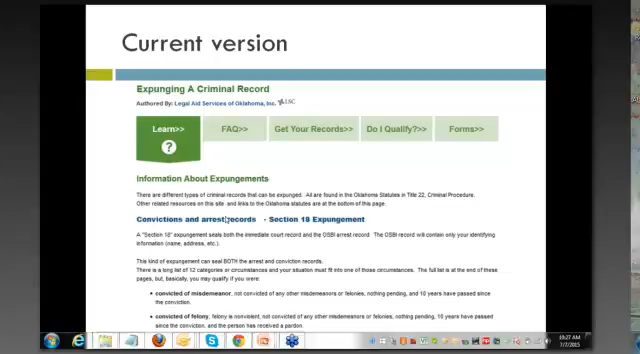 Current version
Expunging A Criminal Record
Authored By: Legal Aid Services of Oklahoma, Inc. LSC
Learn>> FAQ>> Get Your Records>> Do I Qualify?>> Forms>>
?
Information About Expungements
There are different types of criminal records that can be expunged. All are found in the Oklahoma Statutes in Title 22, Criminal Procedure.
Other related resources on this site and links to the Oklahoma statutes are at the bottom of this page.
Convictions and arrest records - Section 18 Expungement
A "Section 18" expungement seals both the immediate court record and the OSBI arrest record. The OSBI record will contain only your identifying
information (name, address, etc.).
This kind of expungement can seal BOTH the arrest and conviction records.
There is a long list of 12 categories or circumstances and your situation must fit into one of those circumstances. The full list is at the end of these
pages, but, basically, you may qualify if you were:
• convicted of misdemeanor, not convicted of any other misdemeanors or felonies, nothing pending, and 10 years have passed since
the conviction.
• convicted of felony, felony is nonviolent, not convicted of any other misdemeanors or felonies, nothing pending, 10 years have passed
since the conviction, and the person has received a pardon.
10:27 AM
7/7/2015